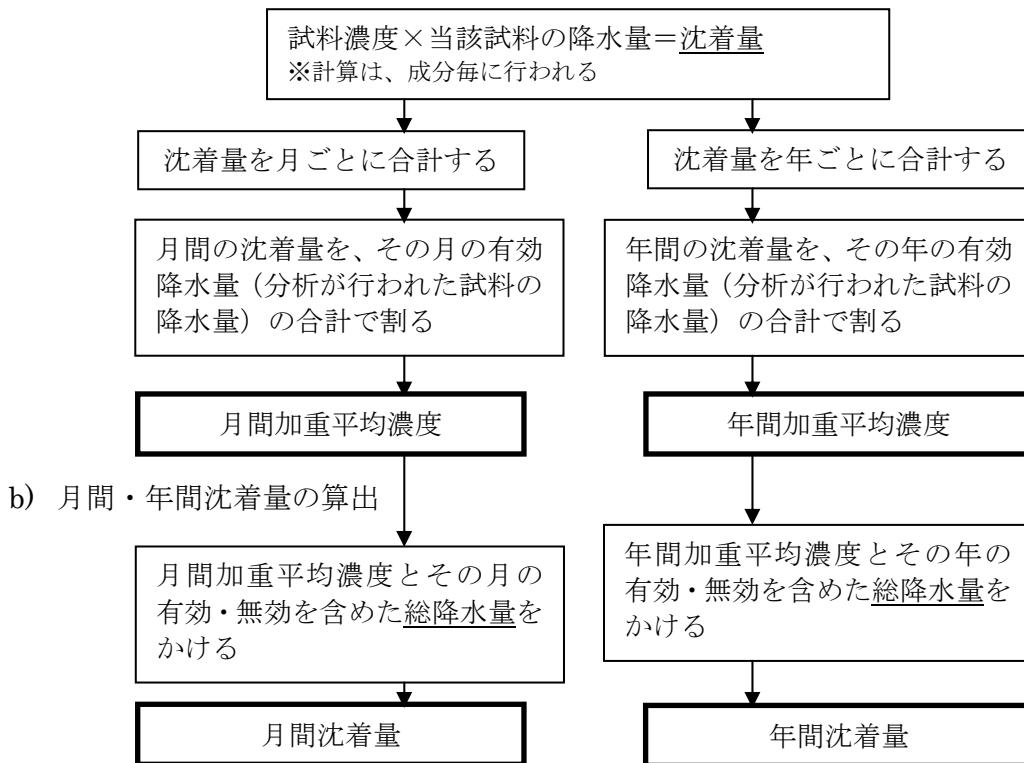 試料濃度×当該試料の降水量＝沈着量
※計算は、成分毎に行われる
沈着量を月ごとに合計する
沈着量を年ごとに合計する
月間の沈着量を、その月の有効
降水量（分析が行われた試料の
降水量）の合計で割る
年間の沈着量を、その年の有効
降水量（分析が行われた試料の
降水量）の合計で割る
月間加重平均濃度
年間加重平均濃度
b) 月間・年間沈着量の算出
月間加重平均濃度とその月の
有効・無効を含めた総降水量を
かける
年間加重平均濃度とその年の
有効・無効を含めた総降水量を
かける
月間沈着量
年間沈着量